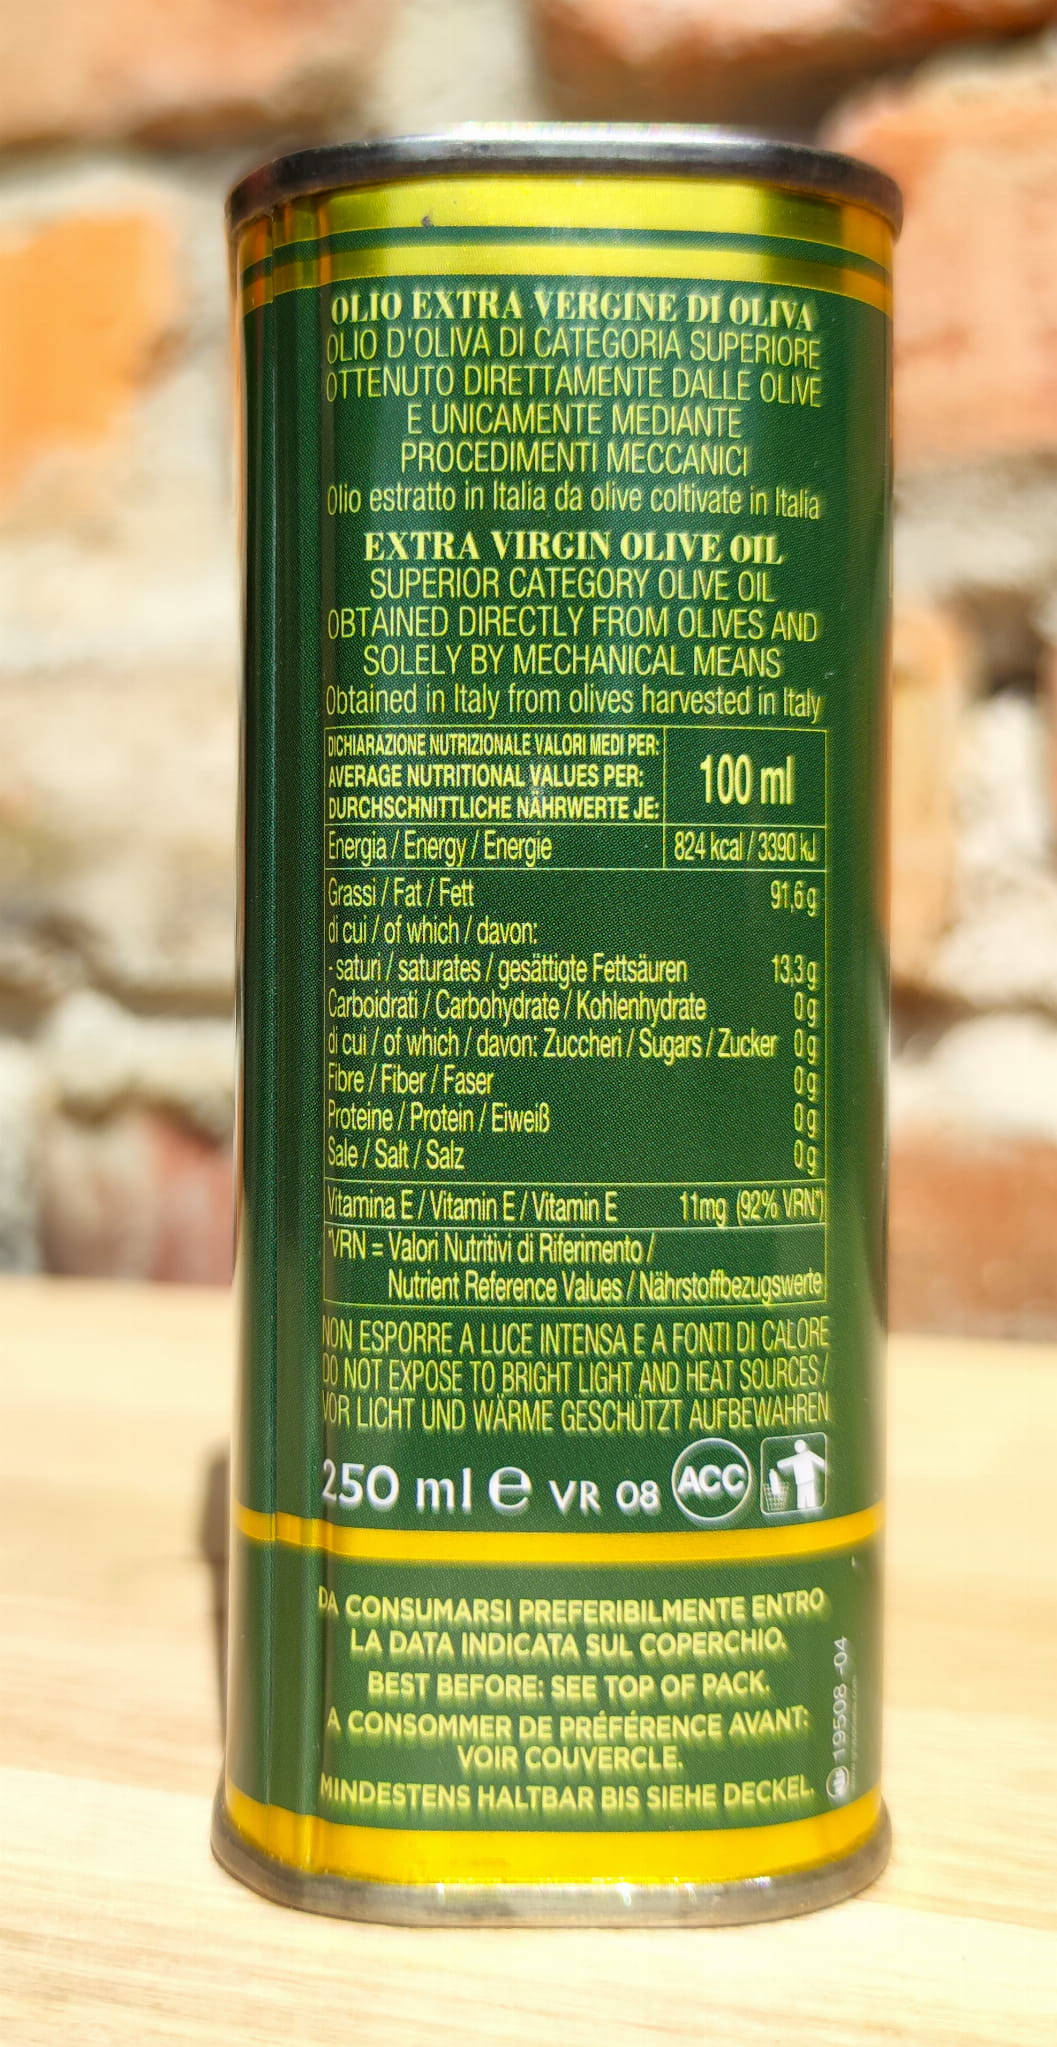 OLIO EXTRA VERGINE DI OLIVA
OLIO D'OLIVA DI CATEGORIA SUPERIORE
OTTENUTO DIRETTAMENTE DALLE OLIVE
E UNICAMENTE MEDIANTE
PROCEDIMENTI MECCANICI
Olio estratto in Italia da olive coltivate in Italia
EXTRA VIRGIN OLIVE OIL
SUPERIOR CATEGORY OLIVE OIL
OBTAINED DIRECTLY FROM OLIVES AND
SOLELY BY MECHANICAL MEANS
Obtained in Italy from olives harvested in Italy
DICHIARAZIONE NUTRIZIONALE VALORI MEDI PER:
AVERAGE NUTRITIONAL VALUES PER:
DURCHSCHNITTLICHE NÄHRWERTE JE:
100 ml
Energia / Energy / Energie 824 kcal / 3390 kJ
Grassi / Fat / Fett 91,6 g
di cui / of which / davon:
- saturi / saturates / gesättigte Fettsäuren 13,3 g
Carboidrati / Carbohydrate / Kohlenhydrate 0 g
di cui / of which / davon: Zuccheri / Sugars / Zucker 0 g
Fibre / Fiber / Faser 0 g
Proteine / Protein / Eiweiß 0 g
Sale / Salt / Salz 0 g
Vitamina E / Vitamin E / Vitamin E 11mg (92% VRN*)
*VRN = Valori Nutritivi di Riferimento /
Nutrient Reference Values / Nährstoffbezugswerte
NON ESPORRE A LUCE INTENSA E A FONTI DI CALORE
DO NOT EXPOSE TO BRIGHT LIGHT AND HEAT SOURCES /
VOR LICHT UND WÄRME GESCHÜTZT AUFBEWAHREN
250 ml e VR 08 ACC
DA CONSUMARSI PREFERIBILMENTE ENTRO
LA DATA INDICATA SUL COPERCHIO.
BEST BEFORE: SEE TOP OF PACK.
A CONSOMMER DE PRÉFÉRENCE AVANT:
VOIR COUVERCLE.
MINDESTENS HALTBAR BIS SIEHE DECKEL.
19508-04